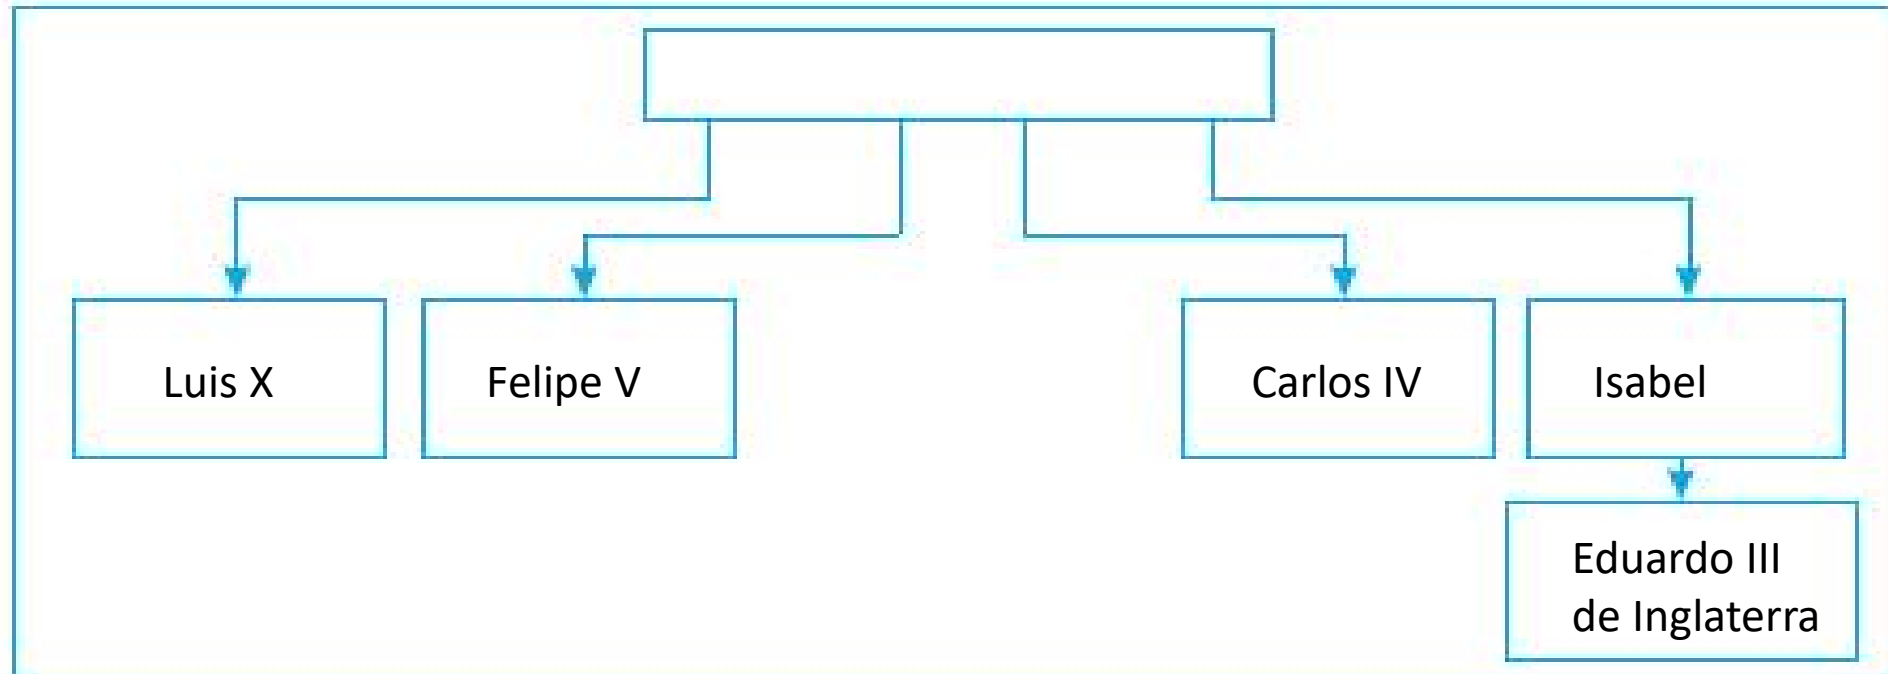 Luis X
Felipe V
Carlos IV
Isabel
Eduardo III
de Inglaterra